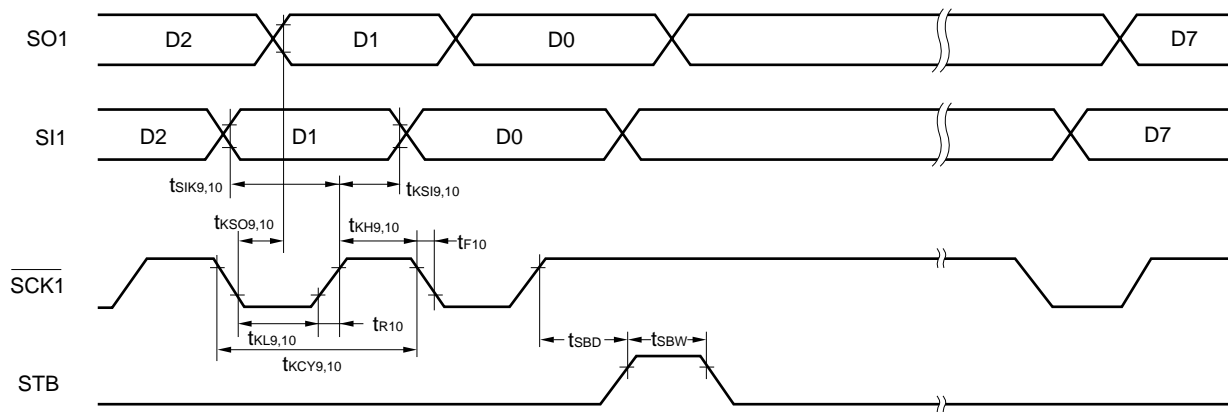 SO1 D2 D1 D0 D7
SI1 D2 D1 D0 D7
tSIK9,10 tKSI9,10
tKSO9,10 tKH9,10 tF10
SCK1
tR10
tKL9,10 tSBD tSBW
tKCY9,10
STB